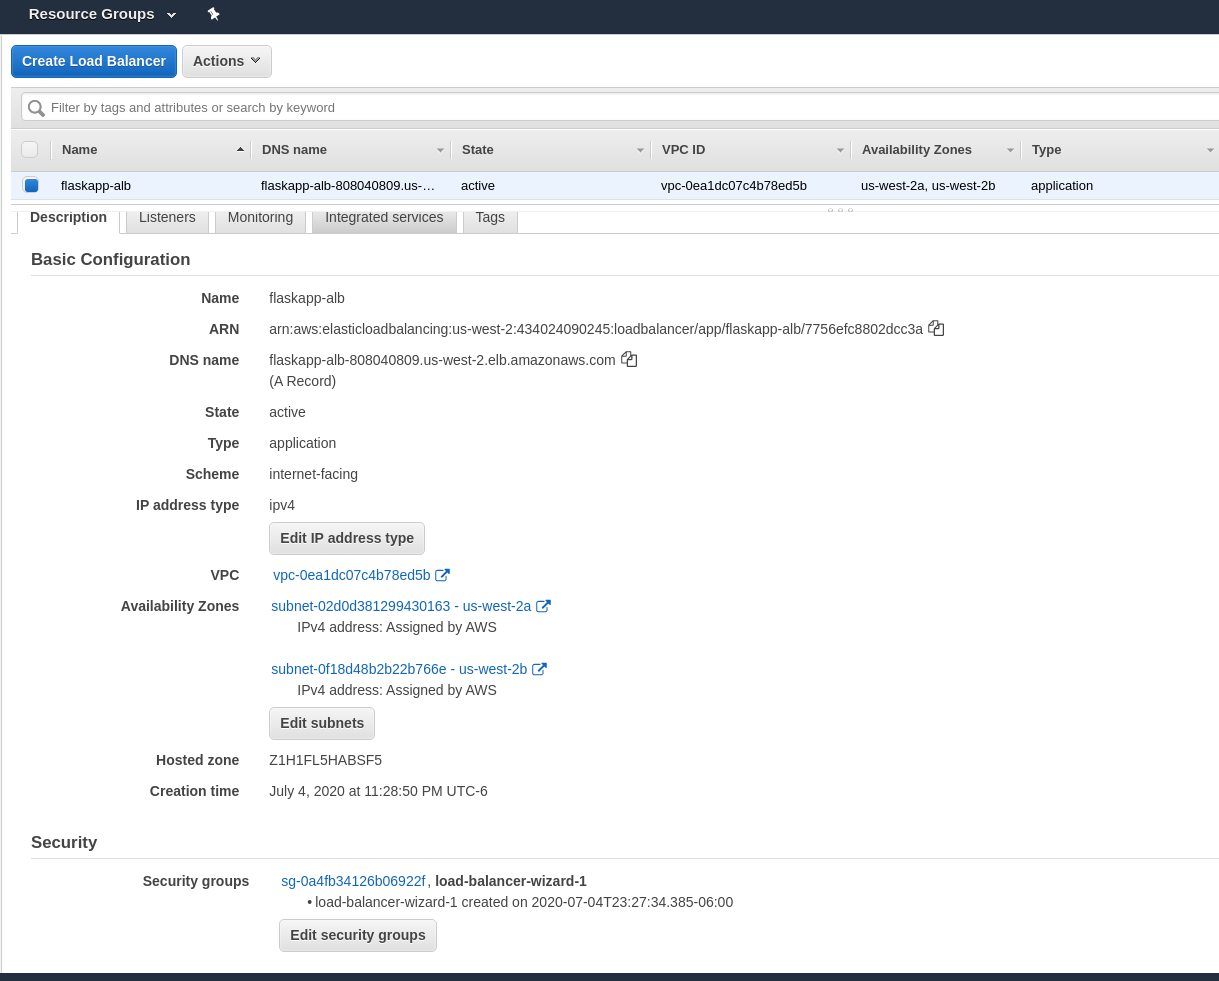 Resource Groups
Create Load Balancer Actions
Filter by tags and attributes or search by keyword
Name DNS name State VPC ID Availability Zones Type
flaskapp-alb flaskapp-alb-808040809.us-… active vpc-0ea1dc07c4b78ed5b us-west-2a, us-west-2b application
Description Listeners Monitoring Integrated services Tags
Basic Configuration
Name flaskapp-alb
ARN arn:aws:elasticloadbalancing:us-west-2:434024090245:loadbalancer/app/flaskapp-alb/7756efc8802dcc3a
DNS name flaskapp-alb-808040809.us-west-2.elb.amazonaws.com
(A Record)
State active
Type application
Scheme internet-facing
IP address type ipv4
Edit IP address type
VPC vpc-0ea1dc07c4b78ed5b
Availability Zones subnet-02d0d381299430163 - us-west-2a
IPv4 address: Assigned by AWS
subnet-0f18d48b2b22b766e - us-west-2b
IPv4 address: Assigned by AWS
Edit subnets
Hosted zone Z1H1FL5HABSF5
Creation time July 4, 2020 at 11:28:50 PM UTC-6
Security
Security groups sg-0a4fb34126b06922f, load-balancer-wizard-1
• load-balancer-wizard-1 created on 2020-07-04T23:27:34.385-06:00
Edit security groups